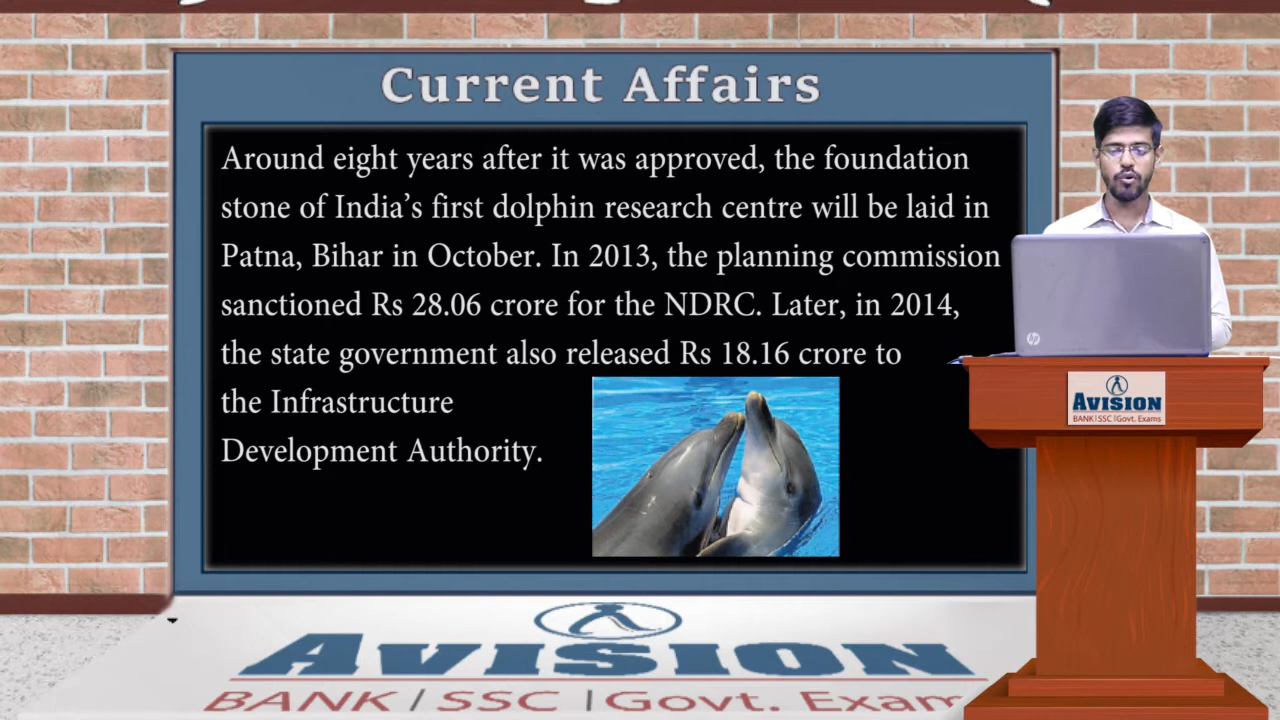 Current Affairs
Around eight years after it was approved, the foundation
stone of India’s first dolphin research centre will be laid in
Patna, Bihar in October. In 2013, the planning commission
sanctioned Rs 28.06 crore for the NDRC. Later, in 2014,
the state government also released Rs 18.16 crore to
the Infrastructure
Development Authority.
hp
AVISION
BANK|SSC|Govt. Exams
AVISION
BANK | SSC | Govt. Exam